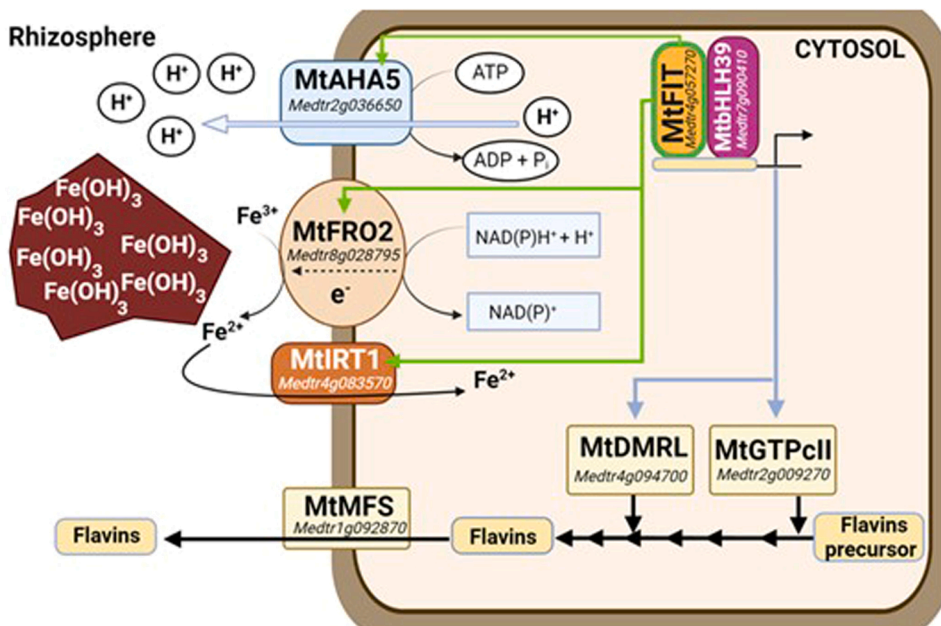 Rhizosphere
CYTOSOL
H⁺
H⁺
H⁺
H⁺
MtAHA5
Medtr2g036650
ATP
H⁺
ADP + Pᵢ
MtFIT
Medtr4g057270
MtbHLH39
Medtr7g090410
Fe(OH)₃
Fe(OH)₃
Fe(OH)₃
Fe(OH)₃
Fe(OH)₃
Fe(OH)₃
Fe³⁺
MtFRO2
Medtr8g028795
e⁻
NAD(P)H⁺ + H⁺
NAD(P)⁺
Fe²⁺
MtIRT1
Medtr4g083570
Fe²⁺
MtDMRL
Medtr4g094700
MtGTPcII
Medtr2g009270
MtMFS
Medtr1g092870
Flavins
Flavins
Flavins
precursor